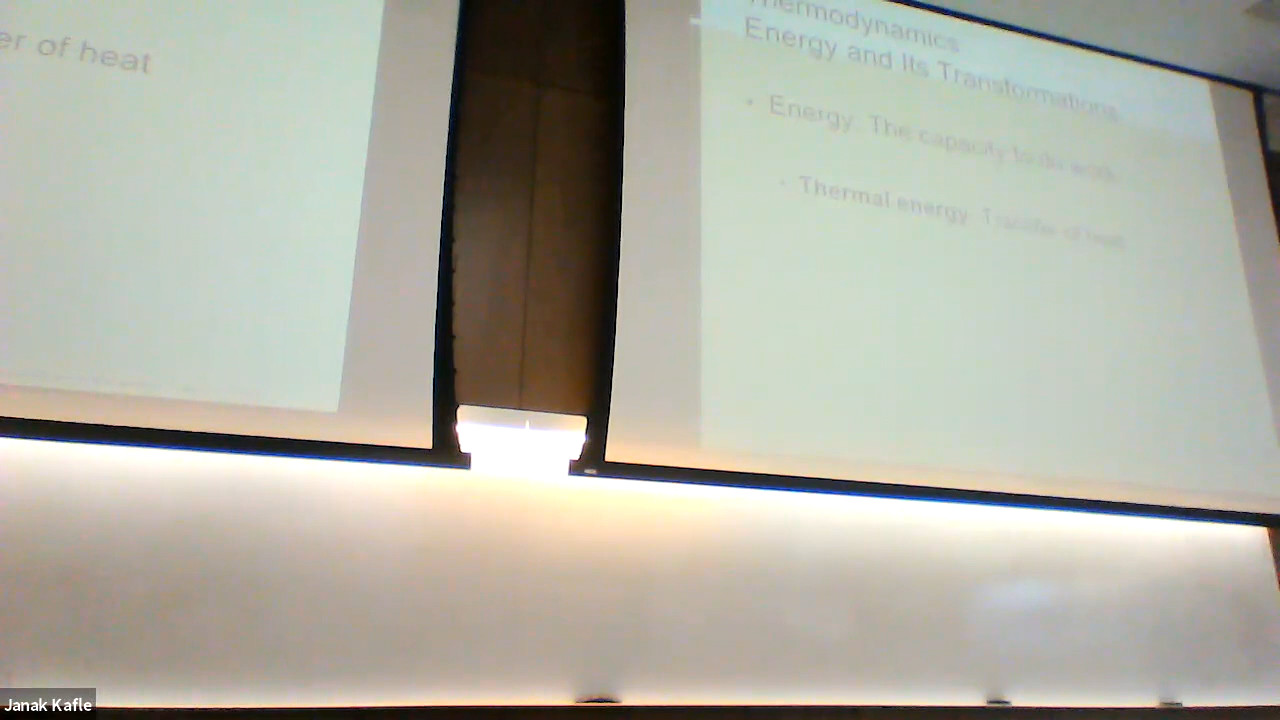 er of heat
Thermodynamics
Energy and Its Transformations
• Energy: The capacity to do work
• Thermal energy: Transfer of heat
Janak Kafle